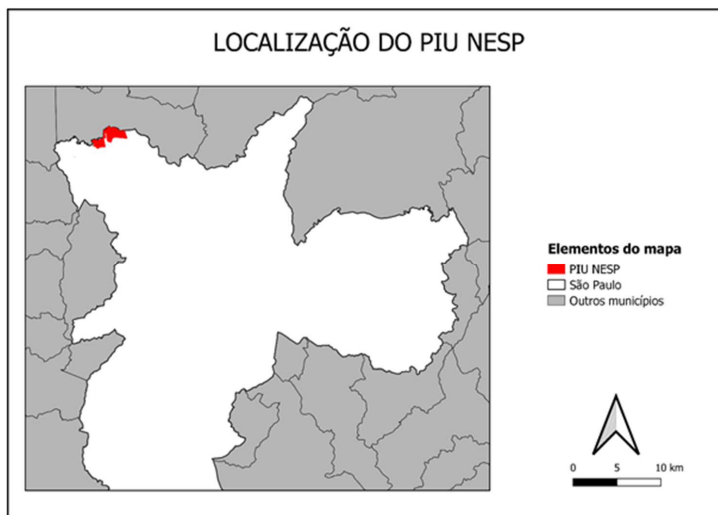 LOCALIZAÇÃO DO PIU NESP
Elementos do mapa
PIU NESP
São Paulo
Outros municípios
0 5 10 km